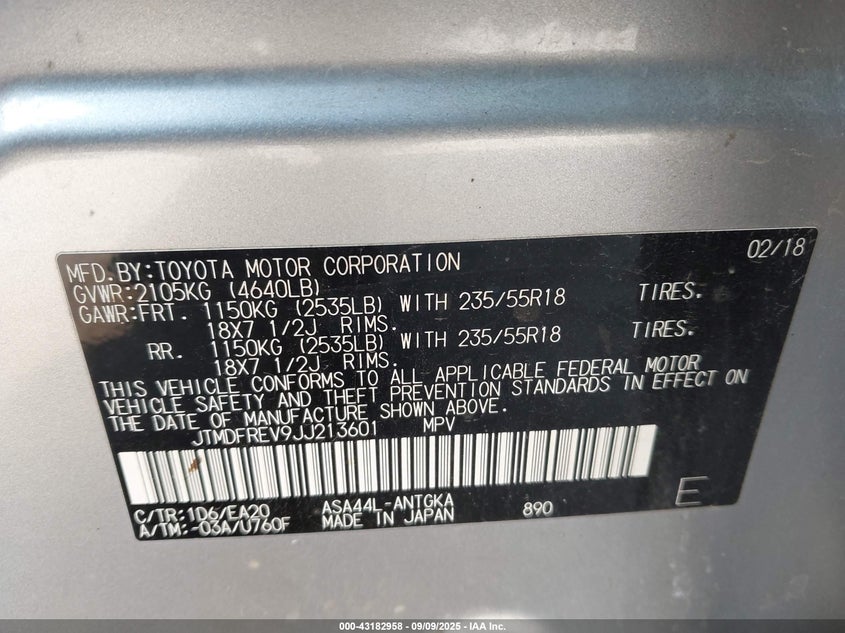 MFD.BY:TOYOTA MOTOR CORPORATION 02/18
GVWR:2105KG (4640LB)
GAWR:FRT. 1150KG (2535LB) WITH 235/55R18 TIRES.
18X7 1/2J RIMS.
RR. 1150KG (2535LB) WITH 235/55R18 TIRES.
18X7 1/2J RIMS.
THIS VEHICLE CONFORMS TO ALL APPLICABLE FEDERAL MOTOR
VEHICLE SAFETY AND THEFT PREVENTION STANDARDS IN EFFECT ON
THE DATE OF MANUFACTURE SHOWN ABOVE.
JTMDFREV9JJ213601 MPV
C/TR:1D6/EA20 ASA44L-ANTGKA 890 E
A/TM:-03A/U760F MADE IN JAPAN
000-43182958 - 09/09/2025 - IAA Inc.